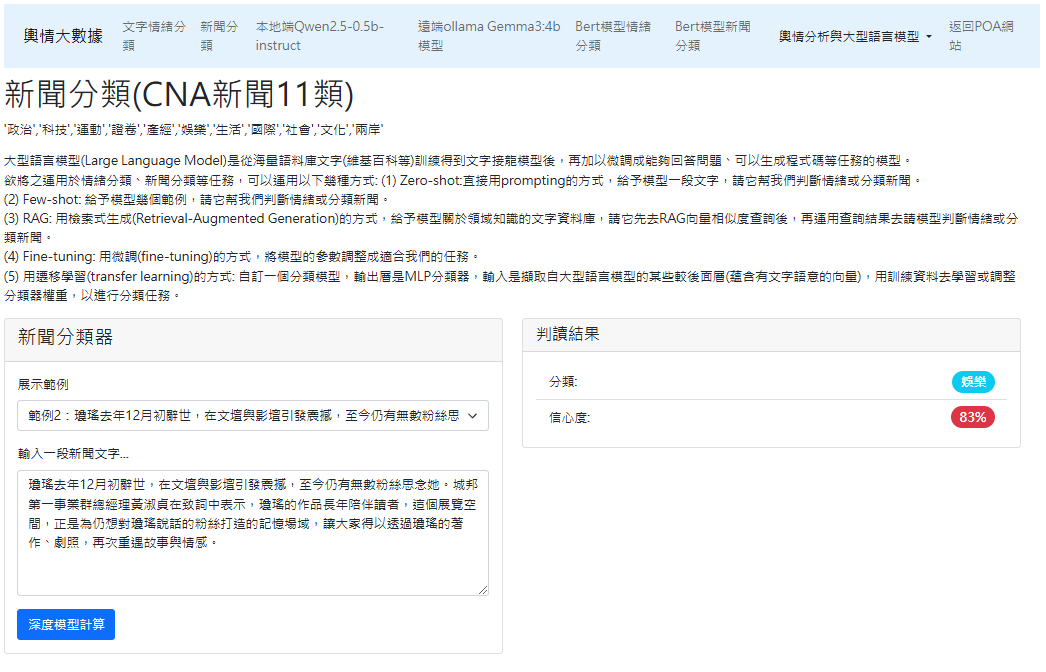 輿情大數據
文字情緒分
類
新聞分
類
本地端Qwen2.5-0.5b-
instruct
遠端ollama Gemma3:4b
模型
Bert模型情緒
分類
Bert模型新聞
分類
輿情分析與大型語言模型
返回POA網
站
新聞分類(CNA新聞11類)
'政治','科技','運動','證卷','產經','娛樂','生活','國際','社會','文化','兩岸'
大型語言模型(Large Language Model)是從海量語料庫文字(維基百科等)訓練得到文字接龍模型後，再加以微調成能夠回答問題、可以生成程式碼等任務的模型。
欲將之運用於情緒分類、新聞分類等任務，可以運用以下幾種方式: (1) Zero-shot:直接用prompting的方式，給予模型一段文字，請它幫我們判斷情緒或分類新聞。
(2) Few-shot: 給予模型幾個範例，請它幫我們判斷情緒或分類新聞。
(3) RAG: 用檢索式生成(Retrieval-Augmented Generation)的方式，給予模型關於領域知識的文字資料庫，請它先去RAG向量相似度查詢後，再運用查詢結果去請模型判斷情緒或分
類新聞。
(4) Fine-tuning: 用微調(fine-tuning)的方式，將模型的參數調整成適合我們的任務。
(5) 用遷移學習(transfer learning)的方式: 自訂一個分類模型，輸出層是MLP分類器，輸入是擷取自大型語言模型的某些較後面層(蘊含有文字語意的向量)，用訓練資料去學習或調整
分類器權重，以進行分類任務。
新聞分類器
展示範例
範例2：瓊瑤去年12月初辭世，在文壇與影壇引發震撼，至今仍有無數粉絲思
輸入一段新聞文字...
瓊瑤去年12月初辭世，在文壇與影壇引發震撼，至今仍有無數粉絲思念她。城邦
第一事業群總經理黃淑貞在致詞中表示，瓊瑤的作品長年陪伴讀者，這個展覽空
間，正是為仍想對瓊瑤說話的粉絲打造的記憶場域，讓大家得以透過瓊瑤的著
作、劇照，再次重遇故事與情感。
深度模型計算
判讀結果
分類:
娛樂
信心度:
83%